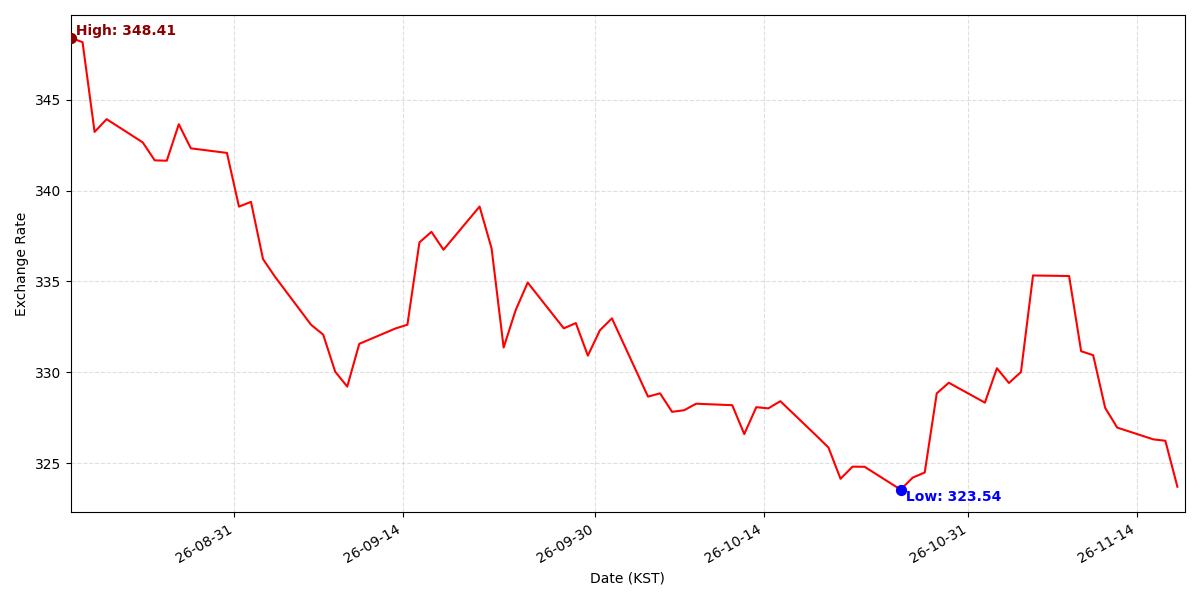 High: 348.41
345
340
335
330
325
Exchange Rate
Low: 323.54
26-08-31
26-09-14
26-09-30
26-10-14
26-10-31
26-11-14
Date (KST)